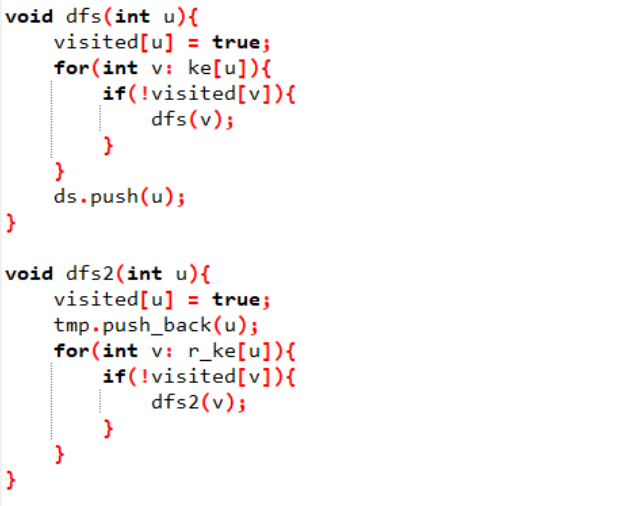 void dfs(int u){
    visited[u] = true;
    for(int v: ke[u]){
        if(!visited[v]){
            dfs(v);
        }
    }
    ds.push(u);
}

void dfs2(int u){
    visited[u] = true;
    tmp.push_back(u);
    for(int v: r_ke[u]){
        if(!visited[v]){
            dfs2(v);
        }
    }
}